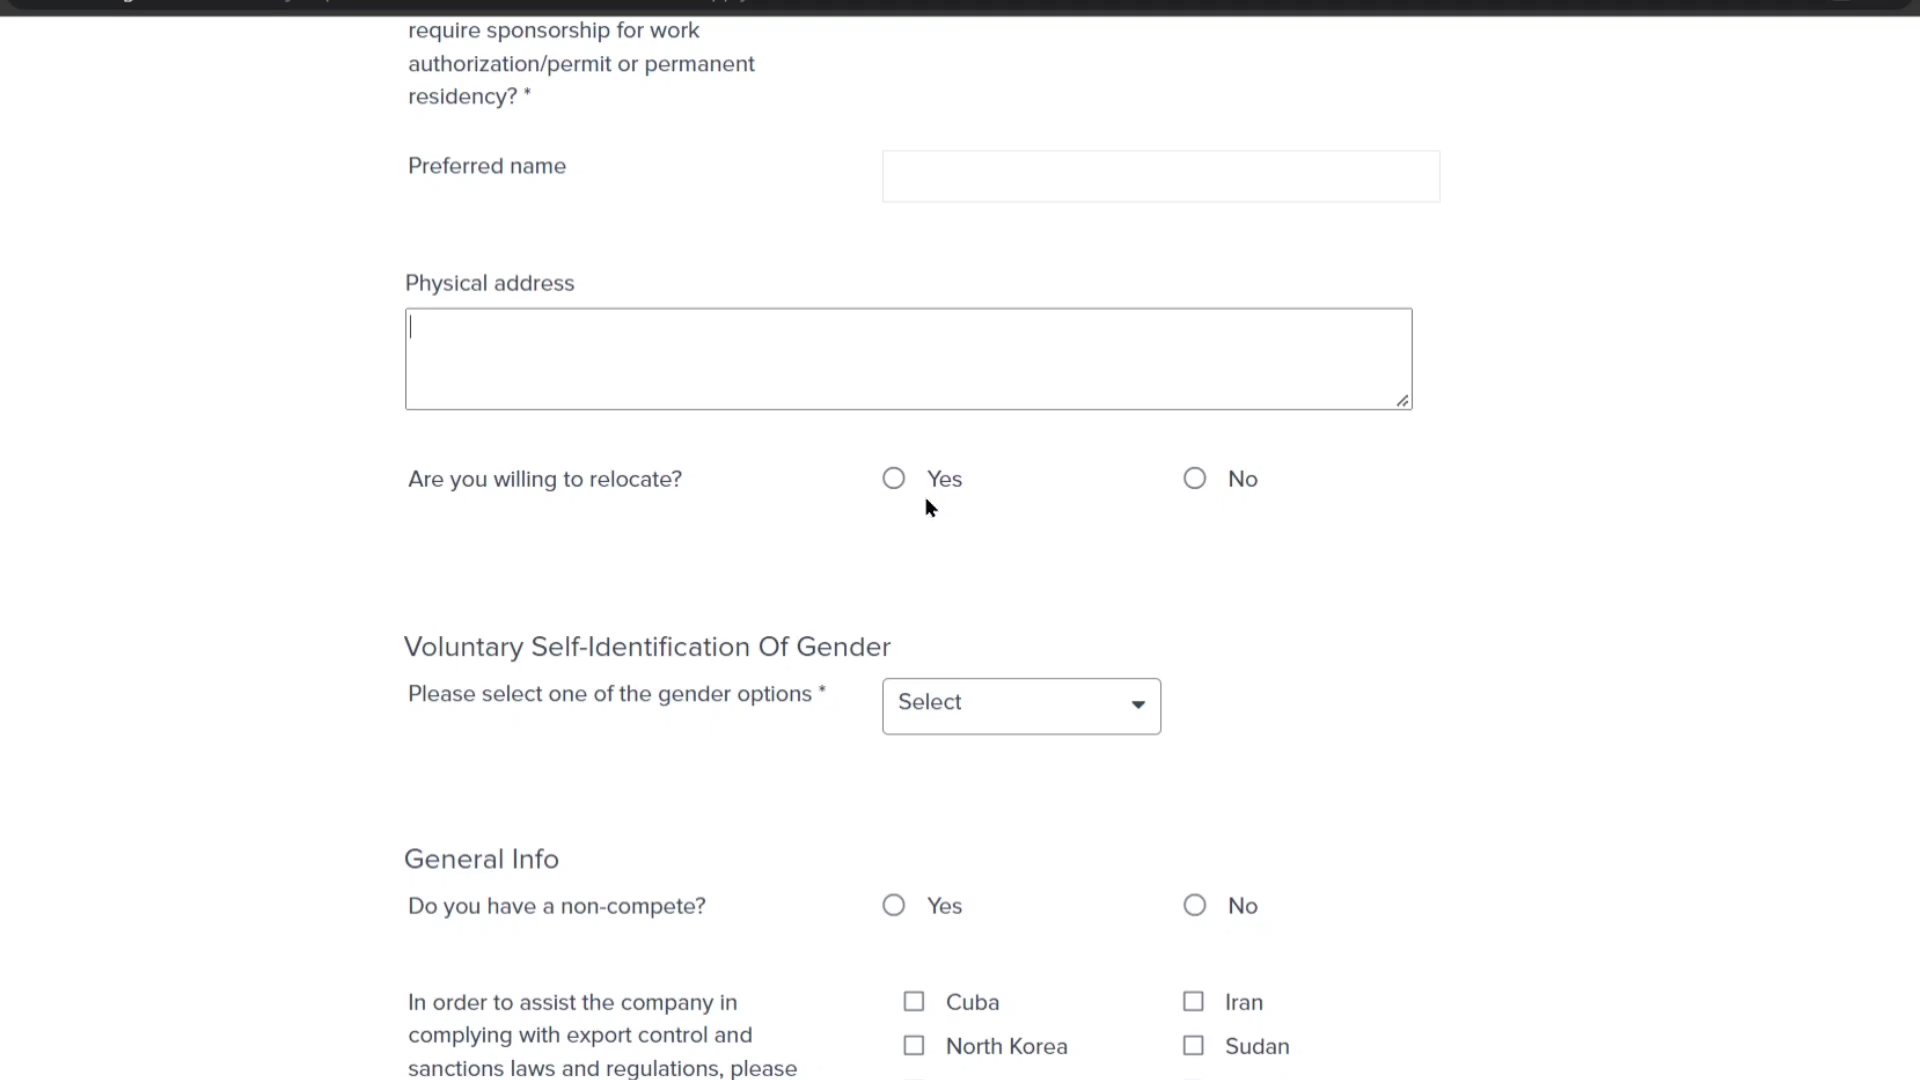 require sponsorship for work
authorization/permit or permanent
residency? *
Preferred name
Physical address
Are you willing to relocate? Yes No
Voluntary Self-Identification Of Gender
Please select one of the gender options * Select
General Info
Do you have a non-compete? Yes No
In order to assist the company in Cuba Iran
complying with export control and
North Korea Sudan
sanctions laws and regulations, please